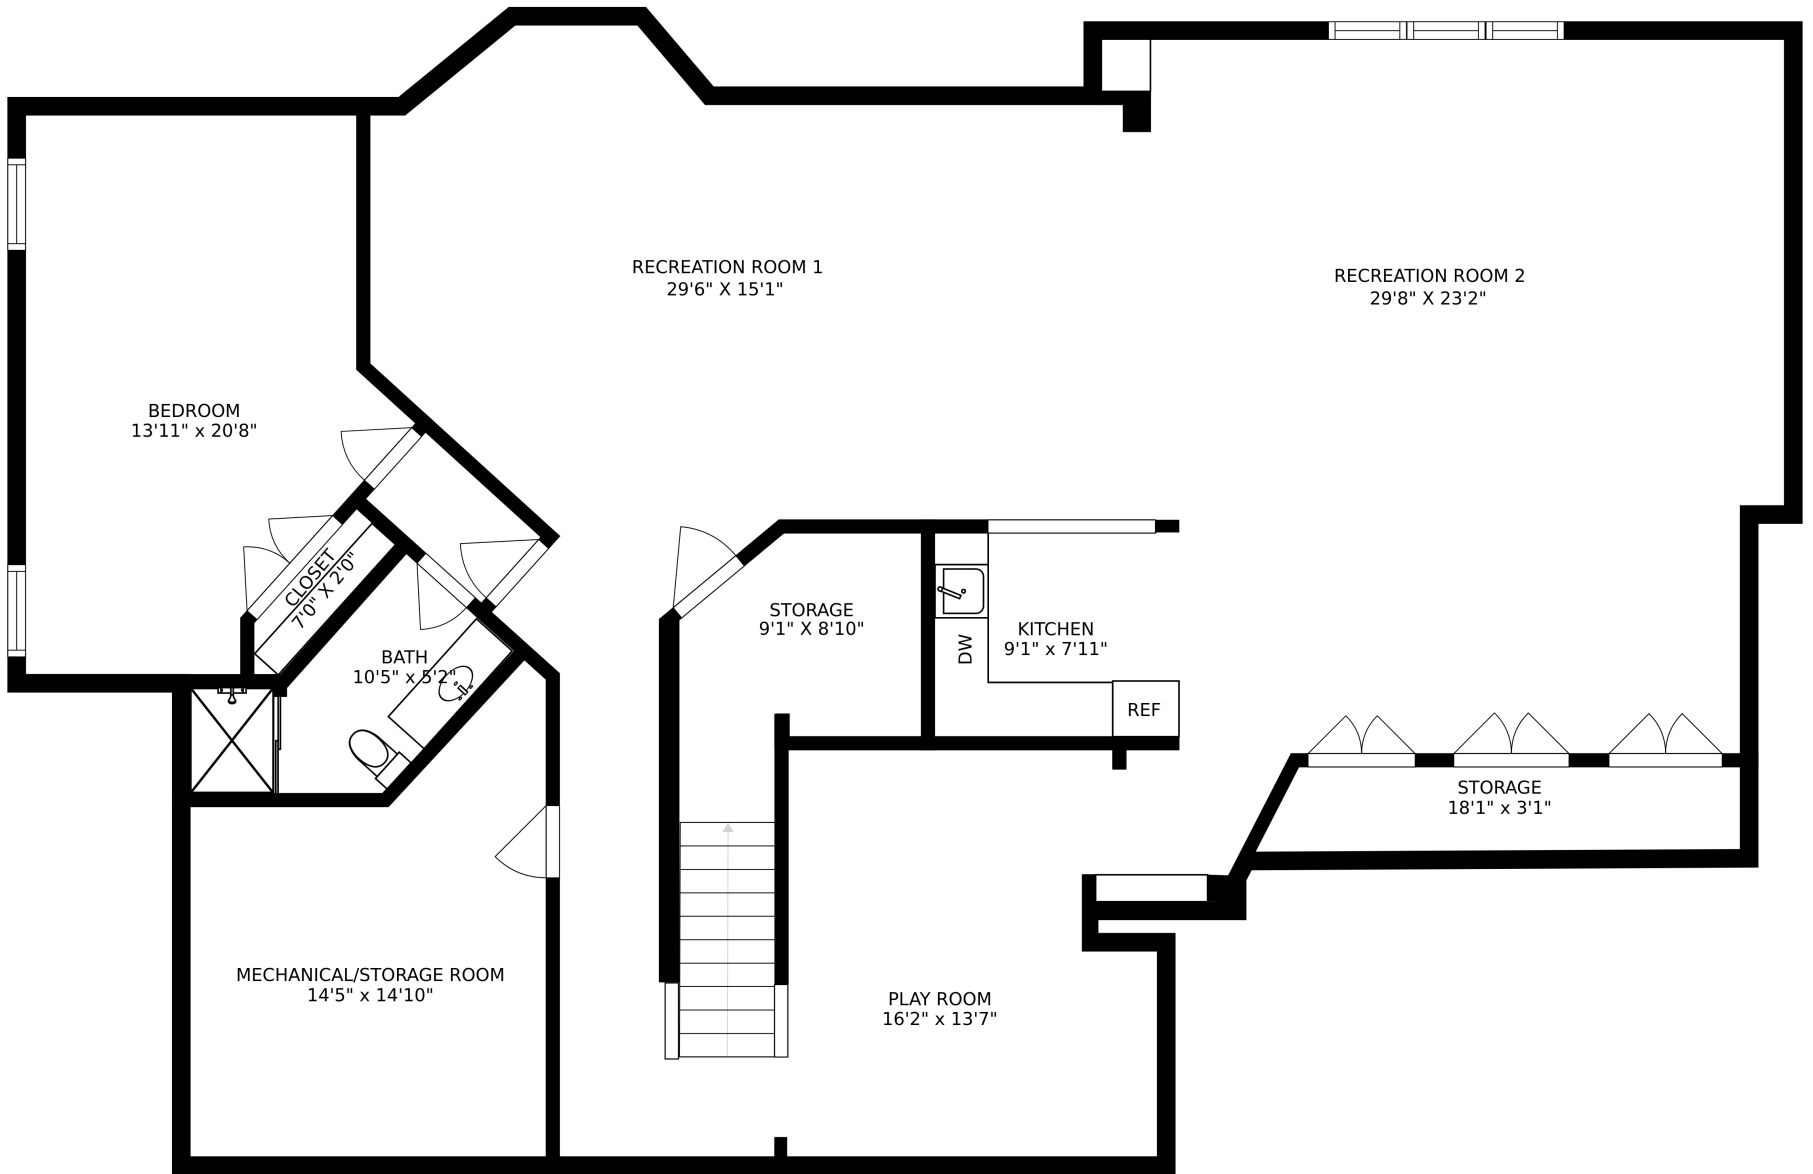 RECREATION ROOM 1
29'6" X 15'1"
RECREATION ROOM 2
29'8" X 23'2"
BEDROOM
13'11" x 20'8"
CLOSET
7'0" X 2'0"
STORAGE
9'1" X 8'10"
KITCHEN
9'1" x 7'11"
DW
BATH
10'5" x 5'2"
REF
STORAGE
18'1" x 3'1"
MECHANICAL/STORAGE ROOM
14'5" x 14'10"
PLAY ROOM
16'2" x 13'7"